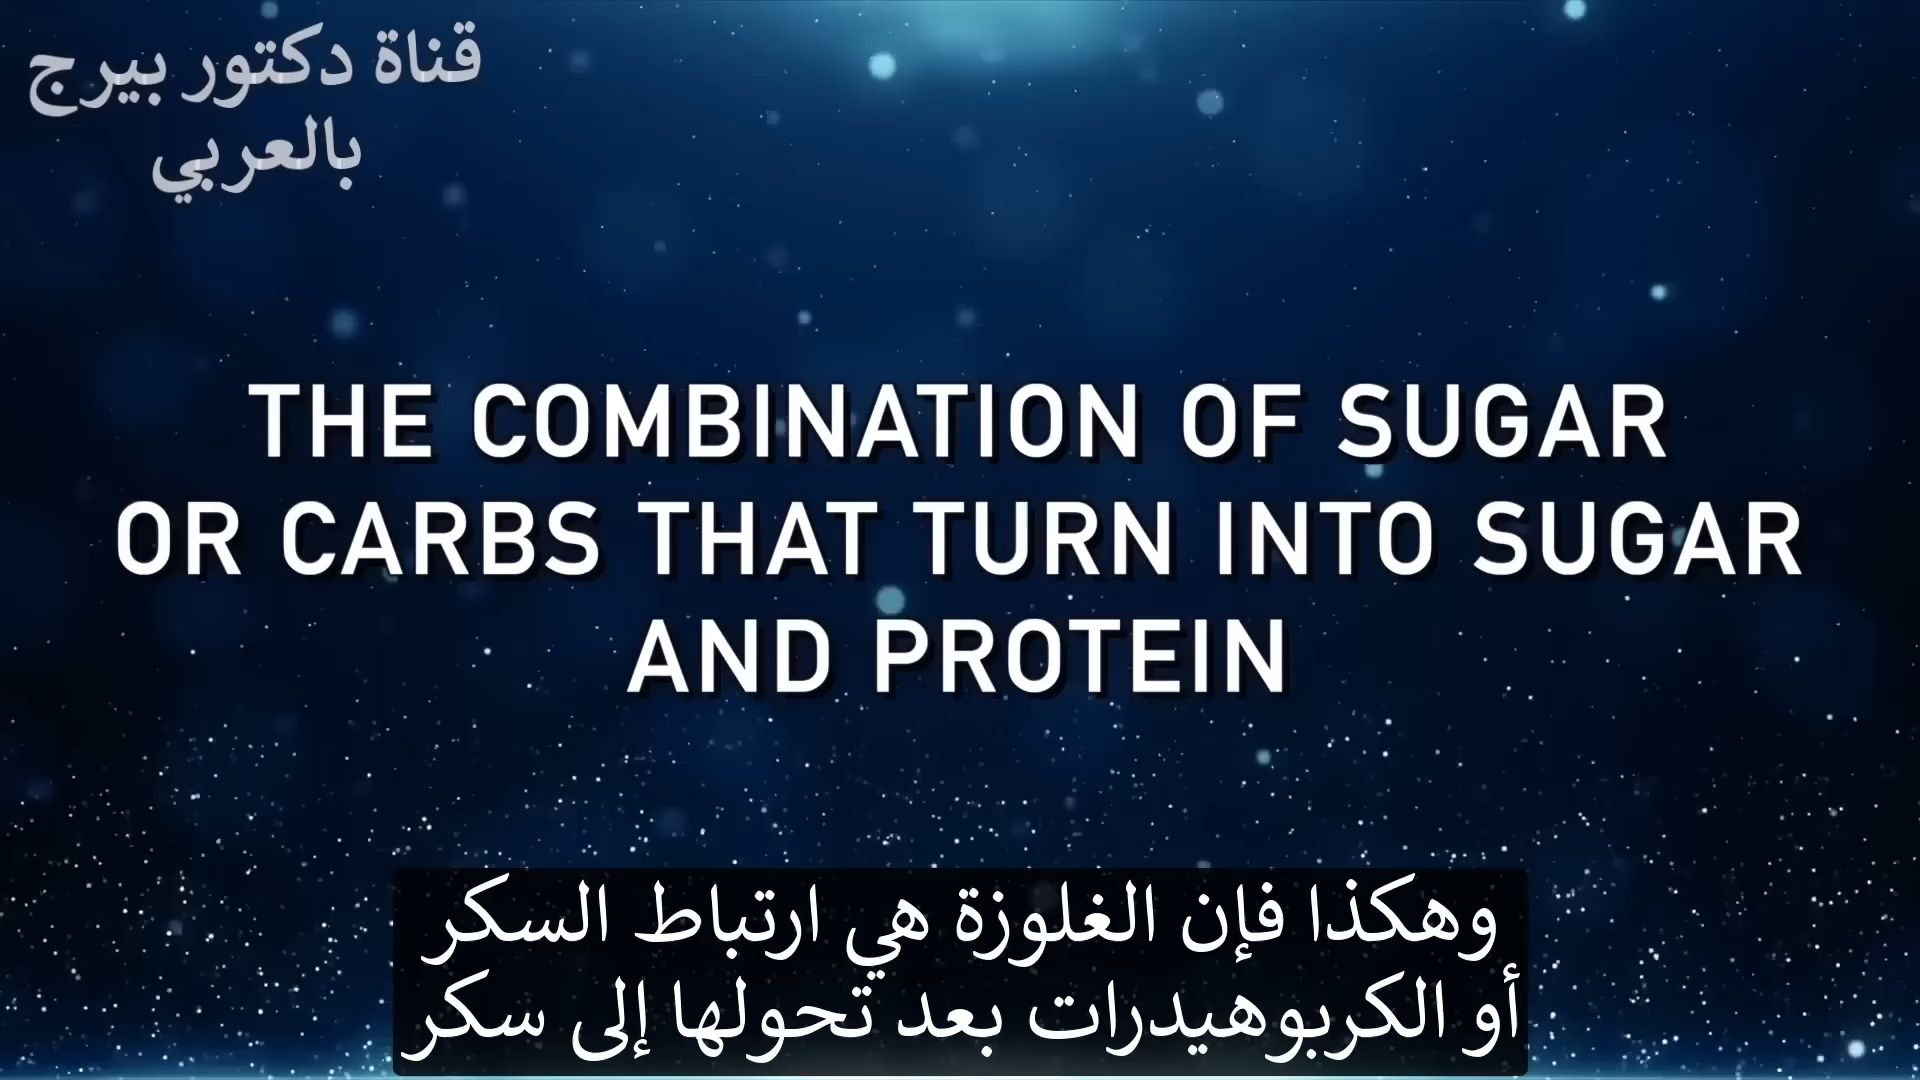 قناة دكتور بيرج
بالعربي
THE COMBINATION OF SUGAR
OR CARBS THAT TURN INTO SUGAR
AND PROTEIN
وهكذا فإن الغلوزة هي ارتباط السكر
أو الكربوهيدرات بعد تحولها إلى سكر